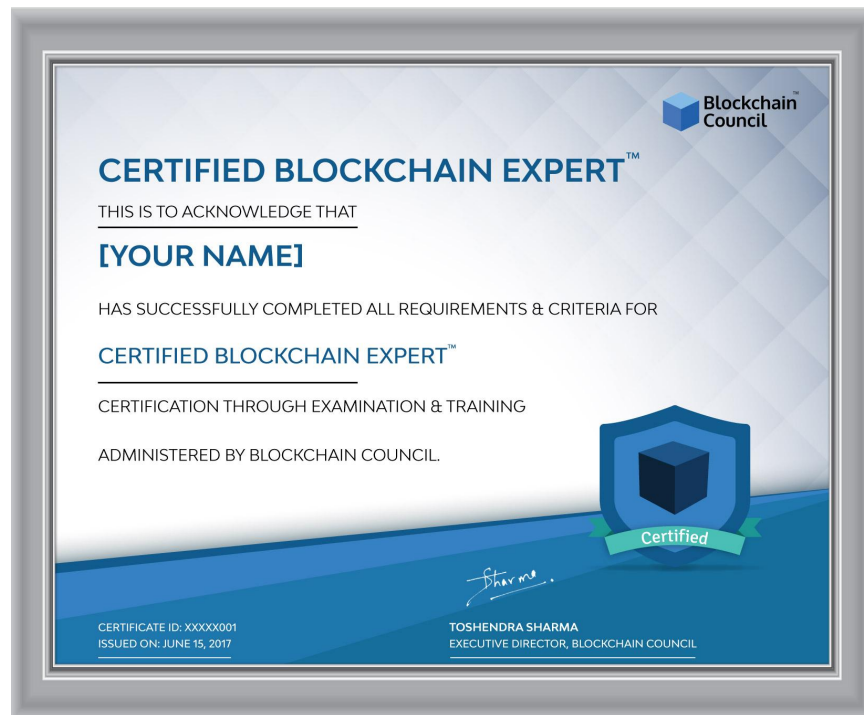 Blockchain™
Council
CERTIFIED BLOCKCHAIN EXPERT™
THIS IS TO ACKNOWLEDGE THAT
[YOUR NAME]
HAS SUCCESSFULLY COMPLETED ALL REQUIREMENTS & CRITERIA FOR
CERTIFIED BLOCKCHAIN EXPERT™
CERTIFICATION THROUGH EXAMINATION & TRAINING
ADMINISTERED BY BLOCKCHAIN COUNCIL.
Certified
Sharma.
CERTIFICATE ID: XXXXX001
ISSUED ON: JUNE 15, 2017
TOSHENDRA SHARMA
EXECUTIVE DIRECTOR, BLOCKCHAIN COUNCIL